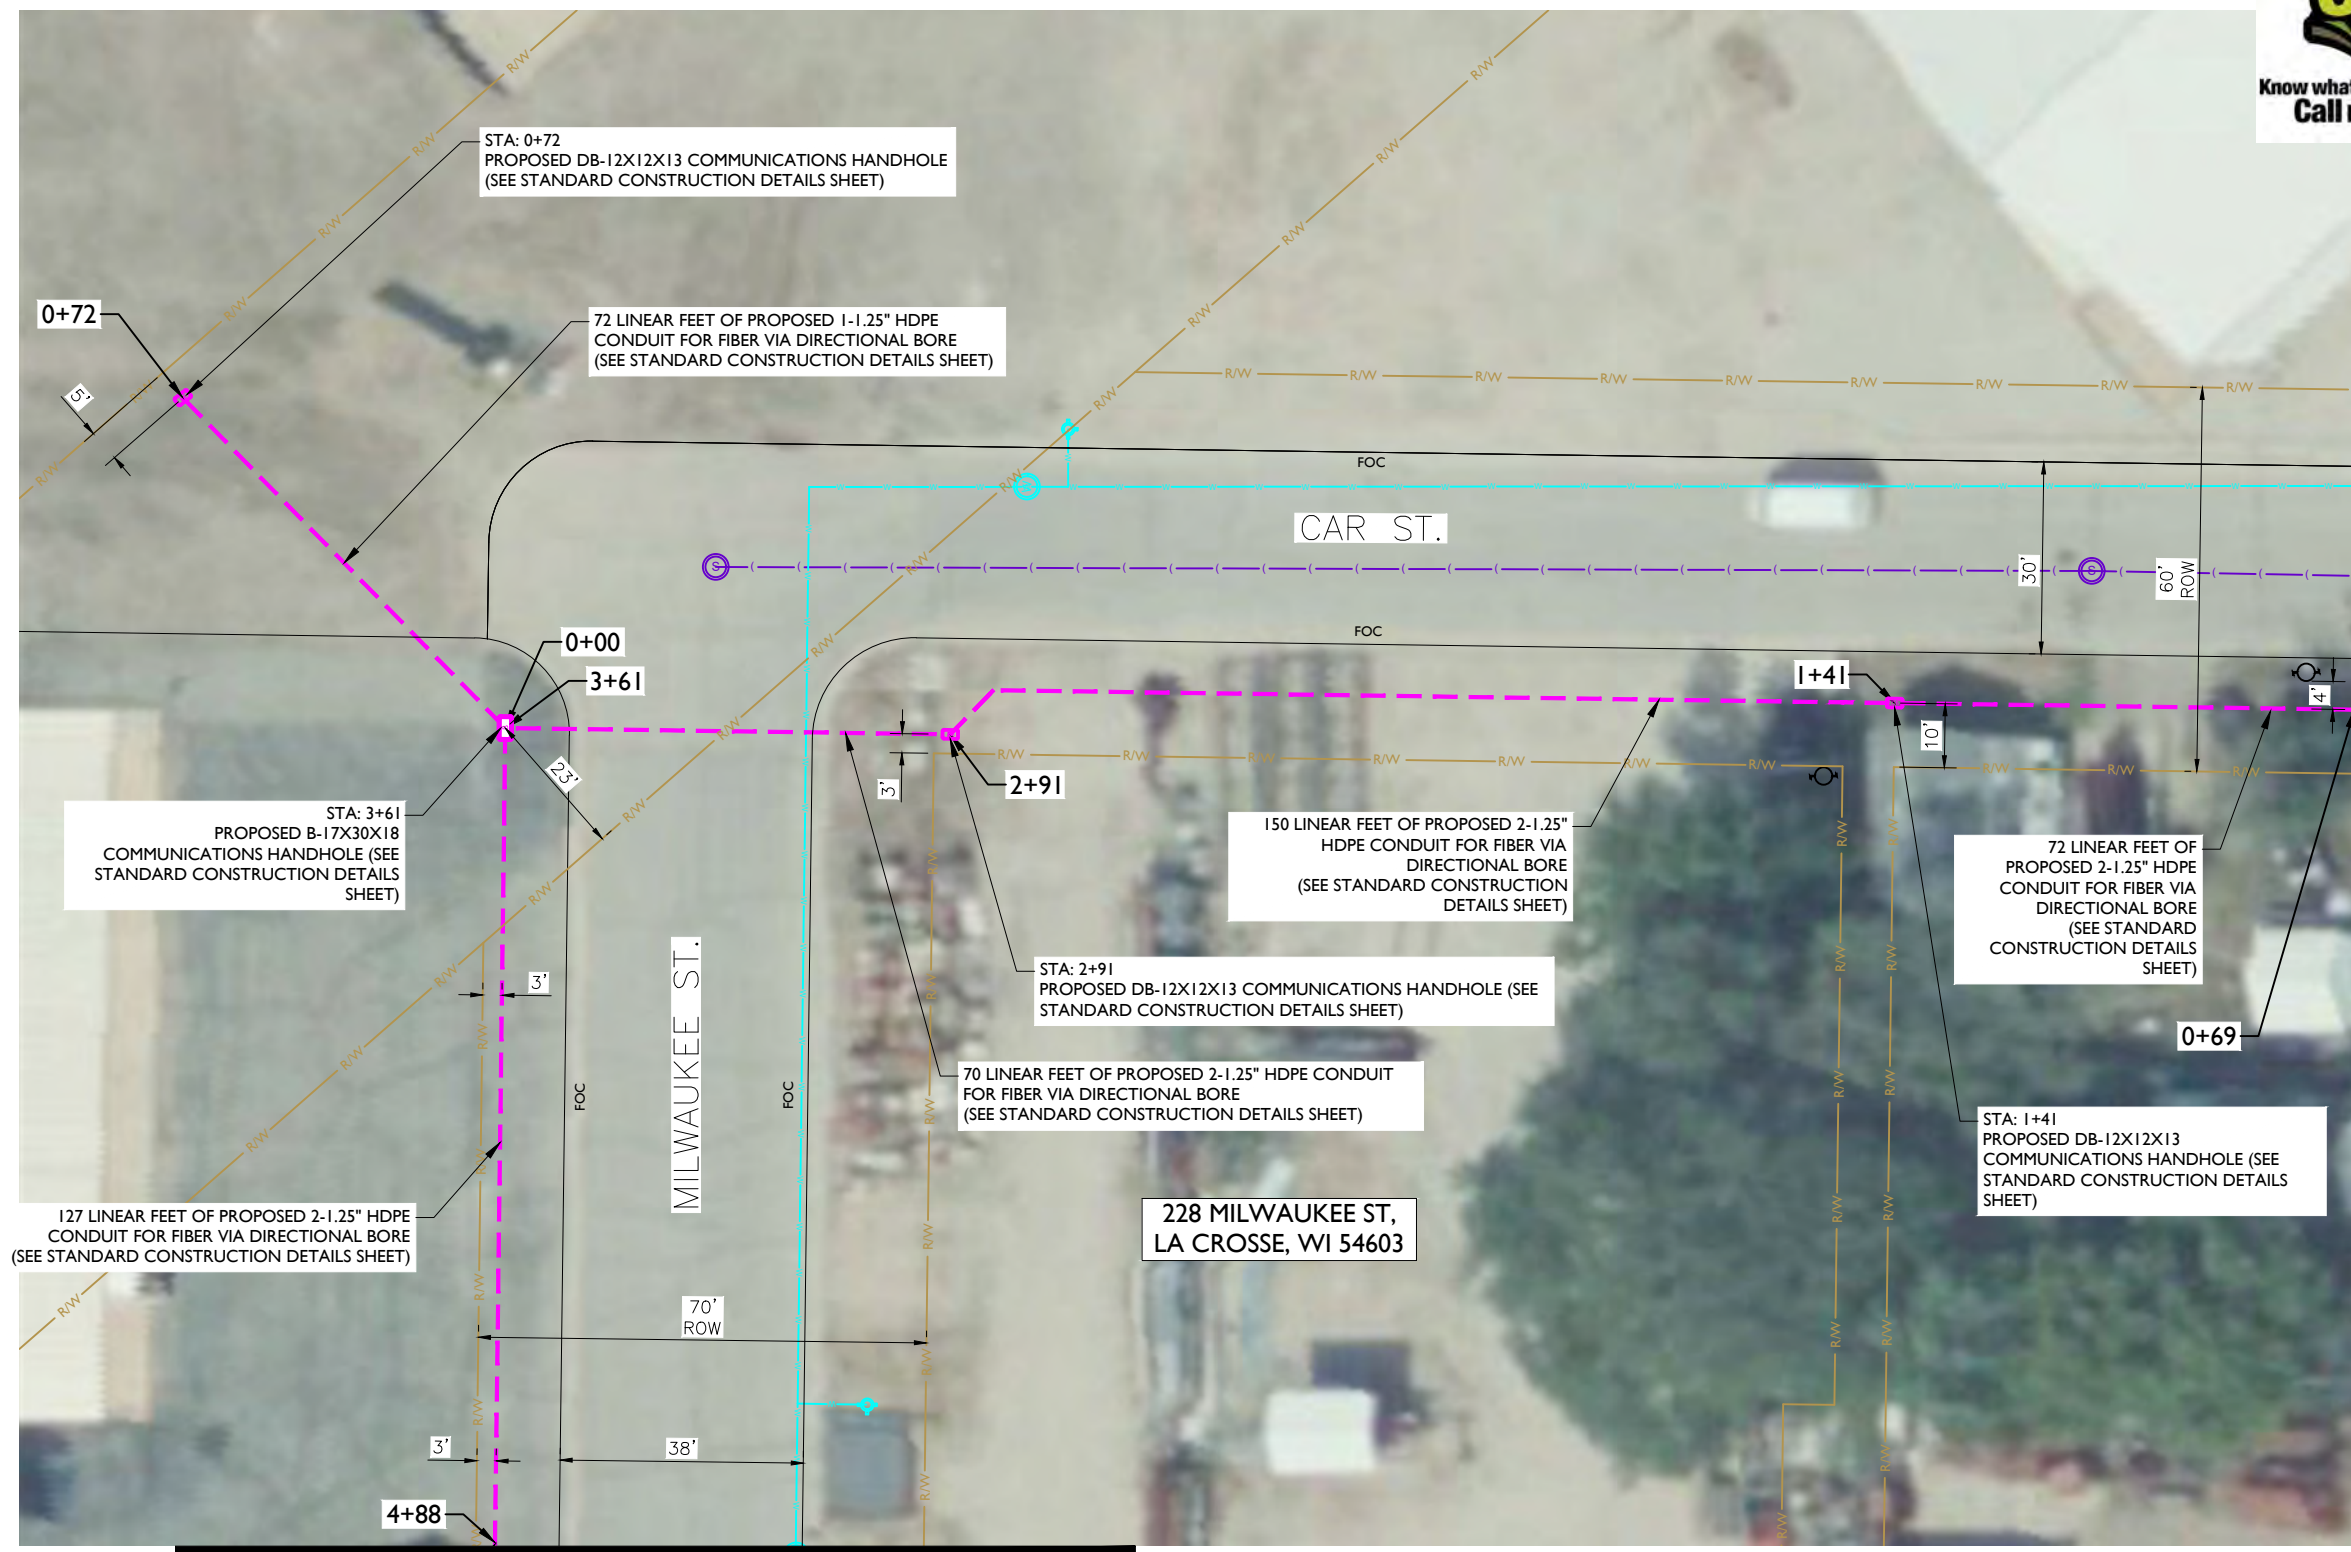 Know what
Call
STA: 0+72
PROPOSED DB-12X12X13 COMMUNICATIONS HANDHOLE
(SEE STANDARD CONSTRUCTION DETAILS SHEET)
0+72
72 LINEAR FEET OF PROPOSED 1-1.25" HDPE
CONDUIT FOR FIBER VIA DIRECTIONAL BORE
(SEE STANDARD CONSTRUCTION DETAILS SHEET)
5'
R/W
FOC
CAR ST.
30'
60'
ROW
FOC
0+00
3+61
1+41
4'
10'
23'
3'
2+91
STA: 3+61
PROPOSED B-17X30X18
COMMUNICATIONS HANDHOLE (SEE
STANDARD CONSTRUCTION DETAILS
SHEET)
150 LINEAR FEET OF PROPOSED 2-1.25"
HDPE CONDUIT FOR FIBER VIA
DIRECTIONAL BORE
(SEE STANDARD CONSTRUCTION
DETAILS SHEET)
72 LINEAR FEET OF
PROPOSED 2-1.25" HDPE
CONDUIT FOR FIBER VIA
DIRECTIONAL BORE
(SEE STANDARD
CONSTRUCTION DETAILS
SHEET)
STA: 2+91
PROPOSED DB-12X12X13 COMMUNICATIONS HANDHOLE (SEE
STANDARD CONSTRUCTION DETAILS SHEET)
3'
0+69
MILWAUKEE ST.
FOC
FOC
70 LINEAR FEET OF PROPOSED 2-1.25" HDPE CONDUIT
FOR FIBER VIA DIRECTIONAL BORE
(SEE STANDARD CONSTRUCTION DETAILS SHEET)
STA: 1+41
PROPOSED DB-12X12X13
COMMUNICATIONS HANDHOLE (SEE
STANDARD CONSTRUCTION DETAILS
SHEET)
127 LINEAR FEET OF PROPOSED 2-1.25" HDPE
CONDUIT FOR FIBER VIA DIRECTIONAL BORE
(SEE STANDARD CONSTRUCTION DETAILS SHEET)
228 MILWAUKEE ST,
LA CROSSE, WI 54603
70'
ROW
3'
38'
4+88